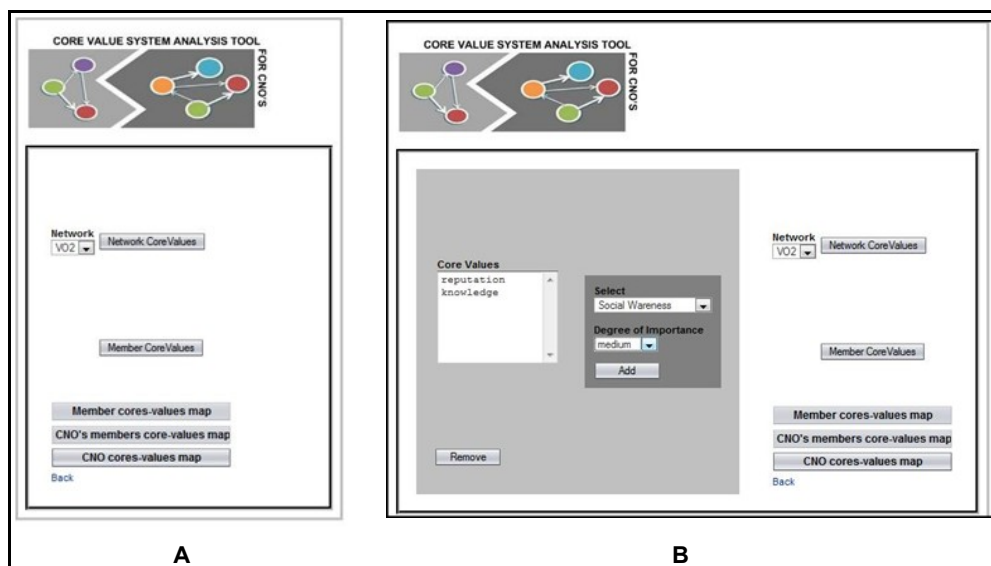 CORE VALUE SYSTEM ANALYSIS TOOL
FOR CNO'S
Network
VO2
Network CoreValues
Member CoreValues
Member cores-values map
CNO's members core-values map
CNO cores-values map
Back
A
CORE VALUE SYSTEM ANALYSIS TOOL
FOR CNO'S
Core Values
reputation
knowledge
Remove
Select
Social Wareness
Degree of Importance
medium
Add
Network
VO2
Network CoreValues
Member CoreValues
Member cores-values map
CNO's members core-values map
CNO cores-values map
Back
B